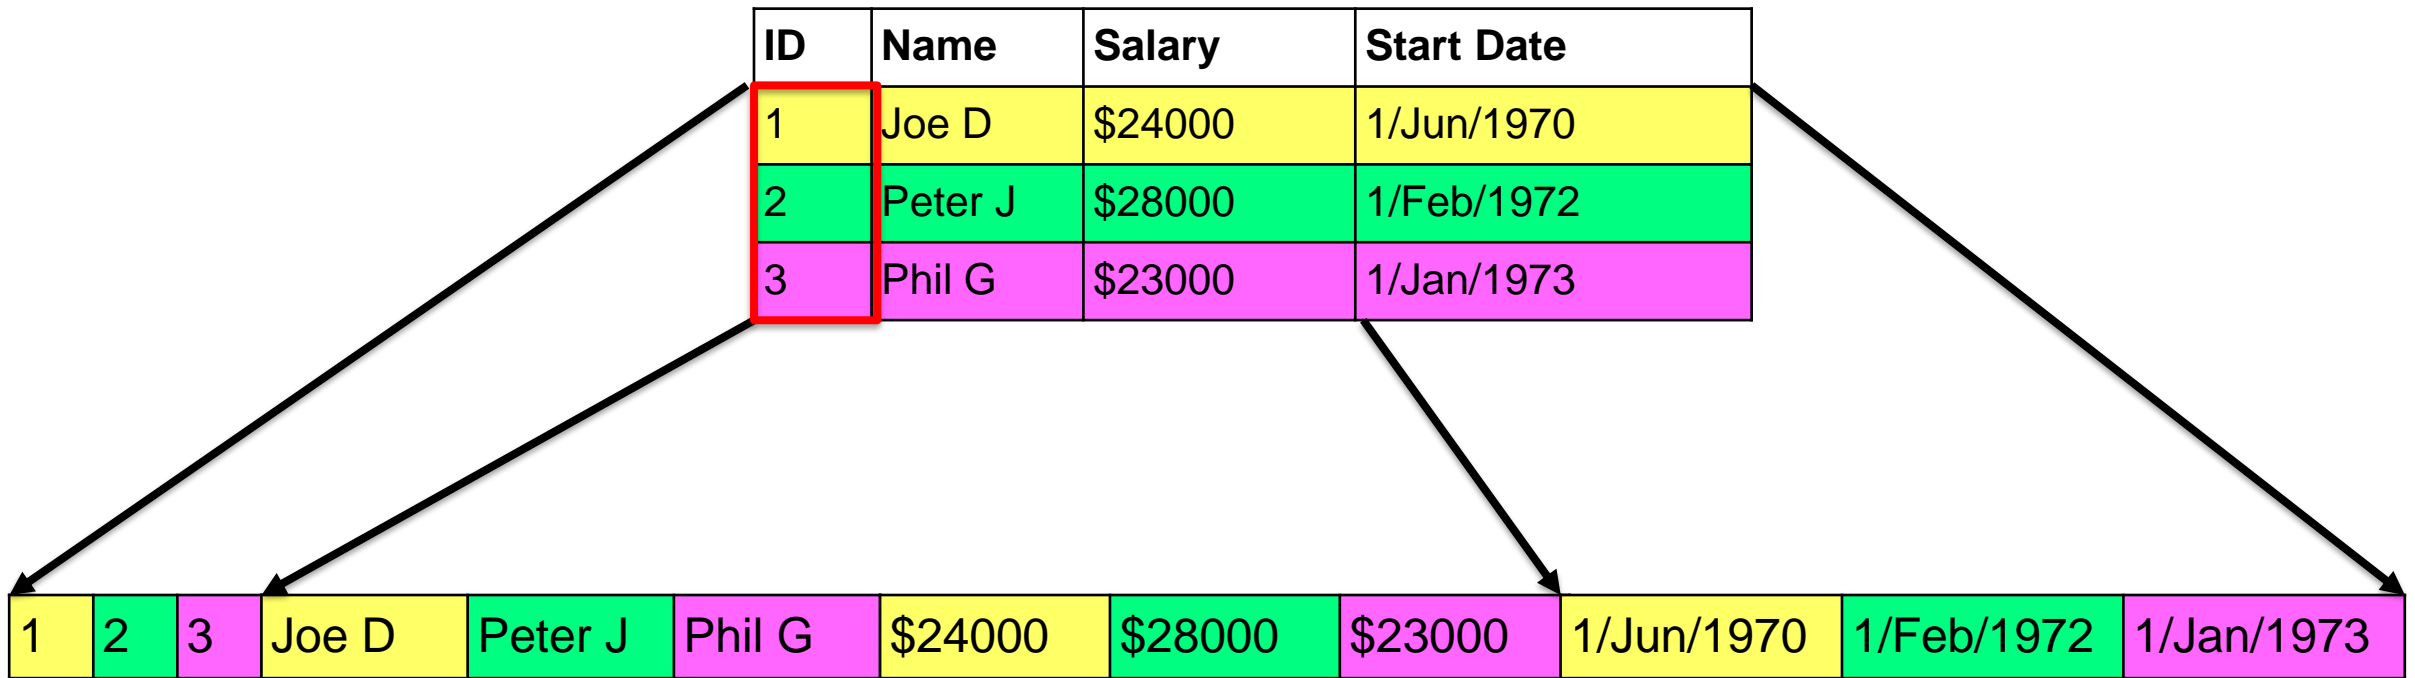 ID Name Salary Start Date
1 Joe D $24000 1/Jun/1970
2 Peter J $28000 1/Feb/1972
3 Phil G $23000 1/Jan/1973
1 2 3 Joe D Peter J Phil G $24000 $28000 $23000 1/Jun/1970 1/Feb/1972 1/Jan/1973